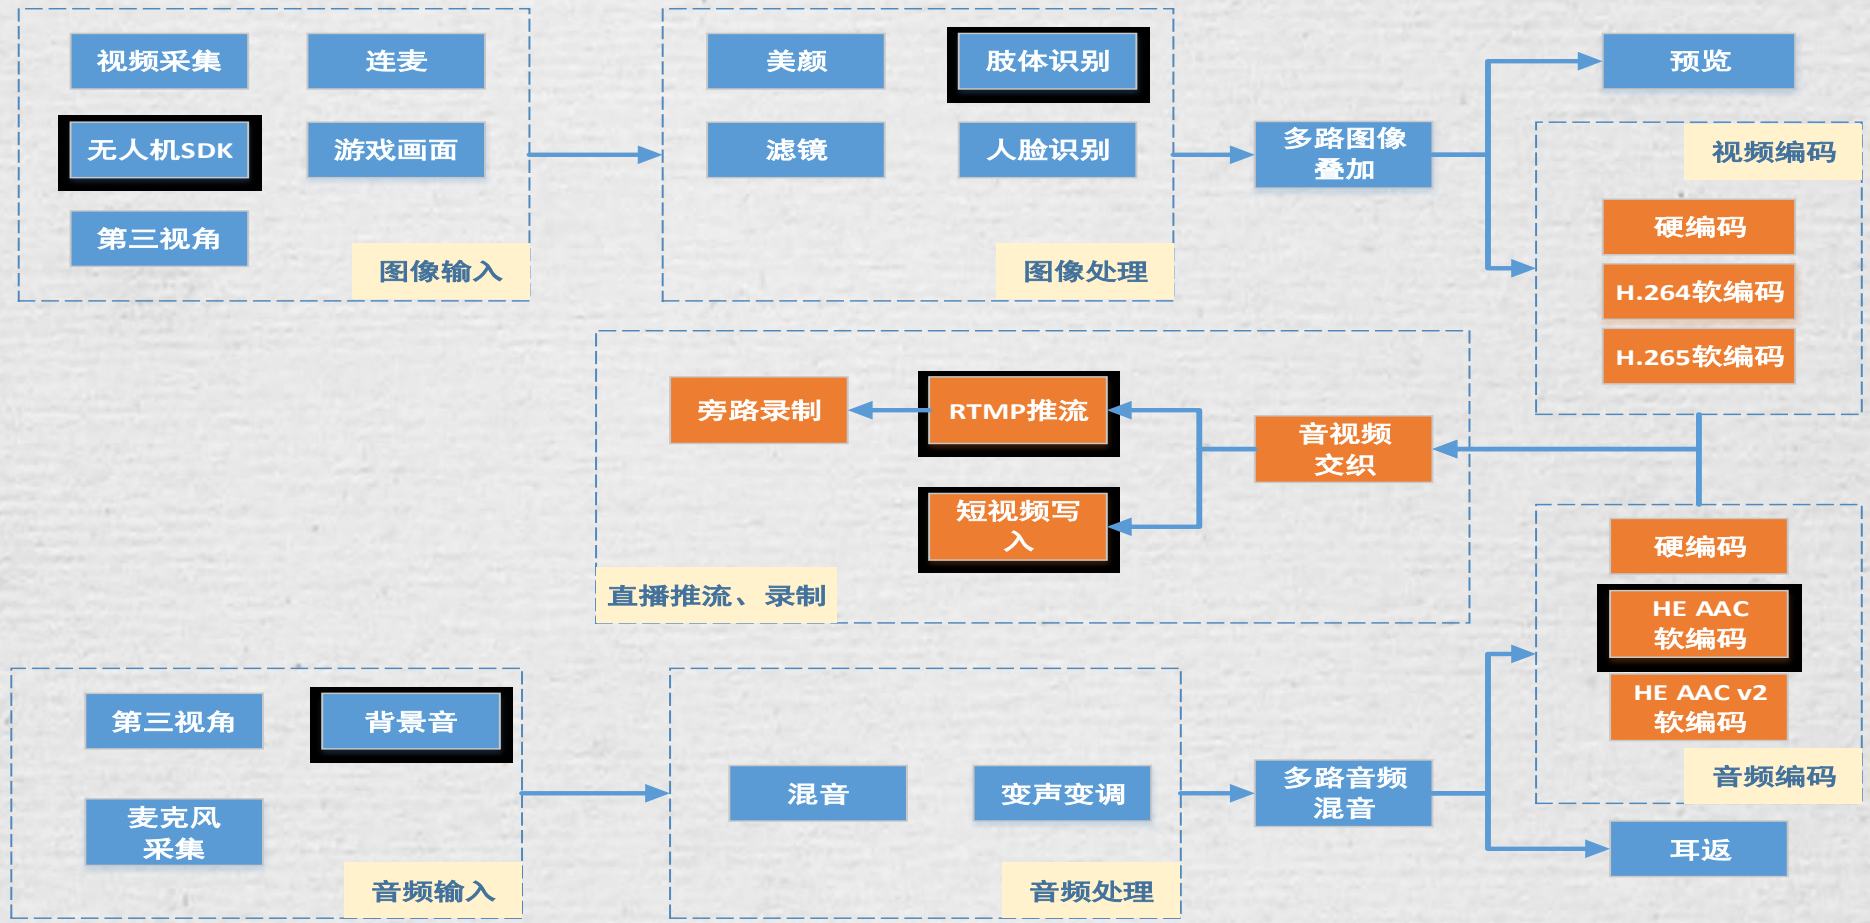 视频采集
连麦
无人机SDK
游戏画面
第三视角
图像输入
美颜
肢体识别
滤镜
人脸识别
图像处理
多路图像
叠加
预览
视频编码
硬编码
H.264软编码
H.265软编码
旁路录制
RTMP推流
音视频
交织
短视频写
入
直播推流、录制
硬编码
HE AAC
软编码
HE AAC v2
软编码
音频编码
第三视角
背景音
麦克风
采集
音频输入
混音
变声变调
音频处理
多路音频
混音
耳返